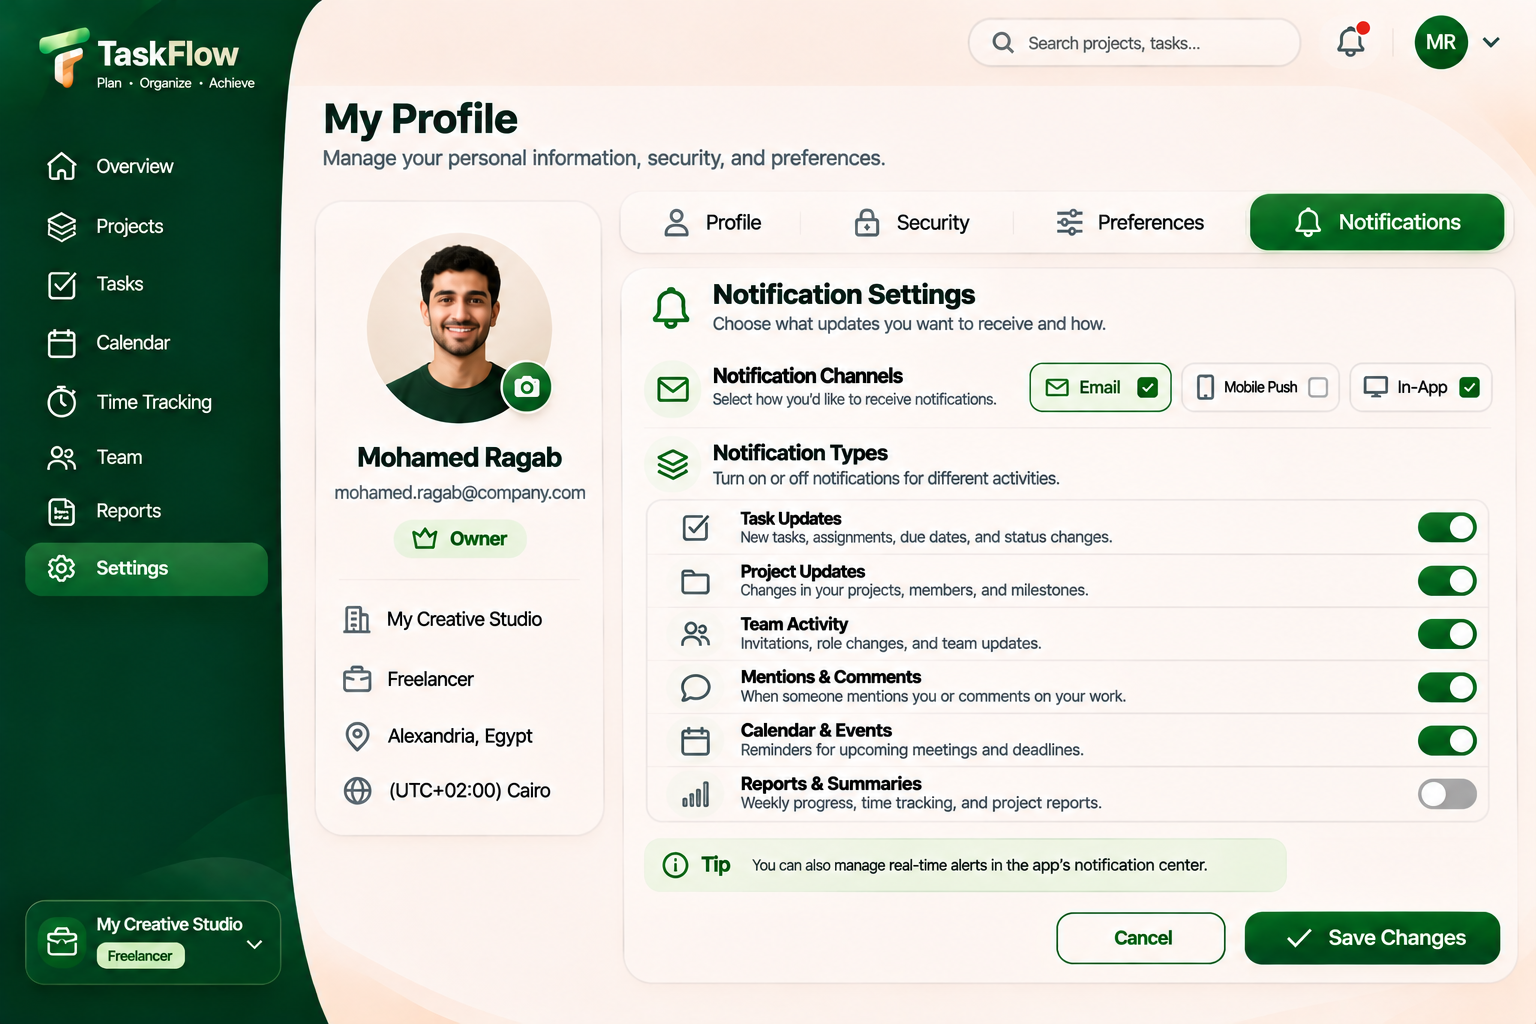 TaskFlow
Plan • Organize • Achieve
Overview
Projects
Tasks
Calendar
Time Tracking
Team
Reports
Settings
My Creative Studio
Freelancer
Search projects, tasks...
MR
My Profile
Manage your personal information, security, and preferences.
Mohamed Ragab
mohamed.ragab@company.com
Owner
My Creative Studio
Freelancer
Alexandria, Egypt
(UTC+02:00) Cairo
Profile
Security
Preferences
Notifications
Notification Settings
Choose what updates you want to receive and how.
Notification Channels
Select how you'd like to receive notifications.
Email
Mobile Push
In-App
Notification Types
Turn on or off notifications for different activities.
Task Updates
New tasks, assignments, due dates, and status changes.
Project Updates
Changes in your projects, members, and milestones.
Team Activity
Invitations, role changes, and team updates.
Mentions & Comments
When someone mentions you or comments on your work.
Calendar & Events
Reminders for upcoming meetings and deadlines.
Reports & Summaries
Weekly progress, time tracking, and project reports.
Tip
You can also manage real-time alerts in the app's notification center.
Cancel
Save Changes